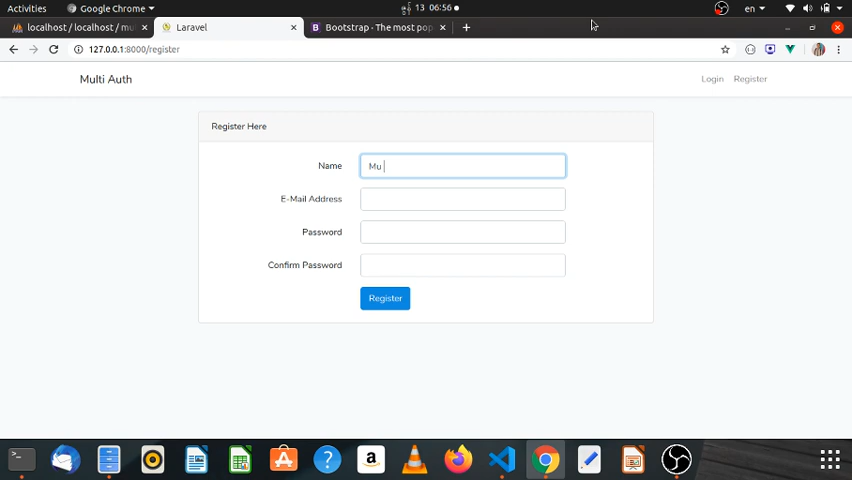 Activities Google Chrome 13 06:56 en
localhost / localhost / mu Laravel Bootstrap · The most pop
127.0.0.1:8000/register
Multi Auth Login Register
Register Here
Name Mu
E-Mail Address
Password
Confirm Password
Register